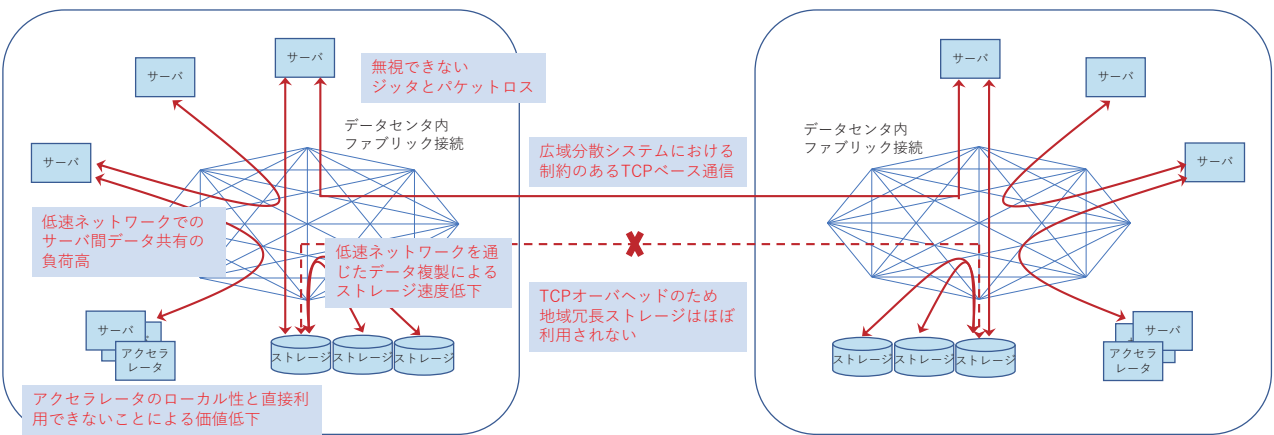 サーバ
サーバ
サーバ
無視できない
ジッタとパケットロス
データセンタ内
ファブリック接続
低速ネットワークでの
サーバ間データ共有の
負荷高
低速ネットワークを通
じたデータ複製による
ストレージ速度低下
サーバ
アクセラ
レータ
ストレージ
ストレージ
ストレージ
アクセラレータのローカル性と直接利
用できないことによる価値低下
広域分散システムにおける
制約のあるTCPベース通信
TCPオーバヘッドのため
地域冗長ストレージはほぼ
利用されない
サーバ
サーバ
サーバ
データセンタ内
ファブリック接続
ストレージ
ストレージ
ストレージ
サーバ
アクセラ
レータ